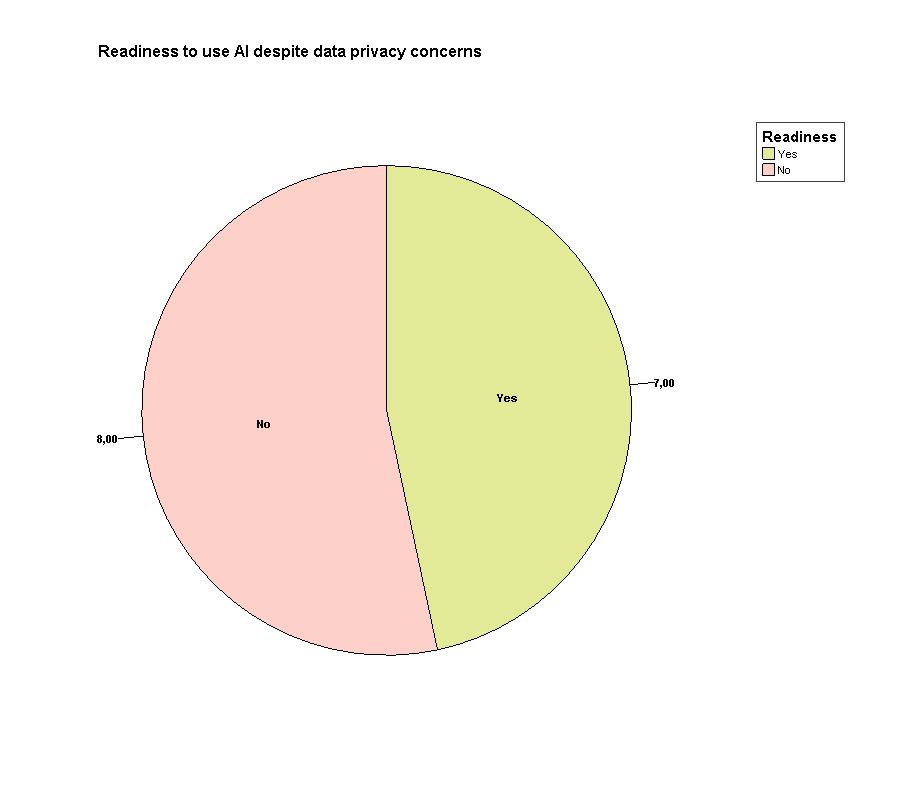 Readiness to use AI despite data privacy concerns
Readiness
Yes
No
Yes
7,00
No
8,00